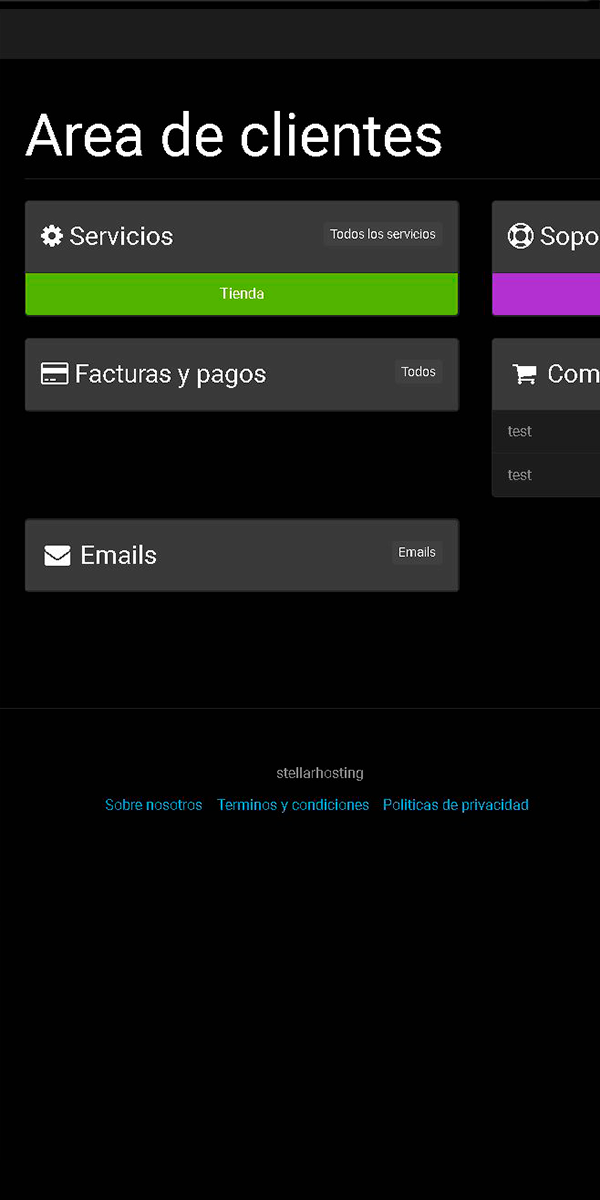 Area de clientes
Servicios
Todos los servicios
Tienda
Sopo
Facturas y pagos
Todos
Com
test
test
Emails
Emails
stellarhosting
Sobre nosotros Terminos y condiciones Politicas de privacidad